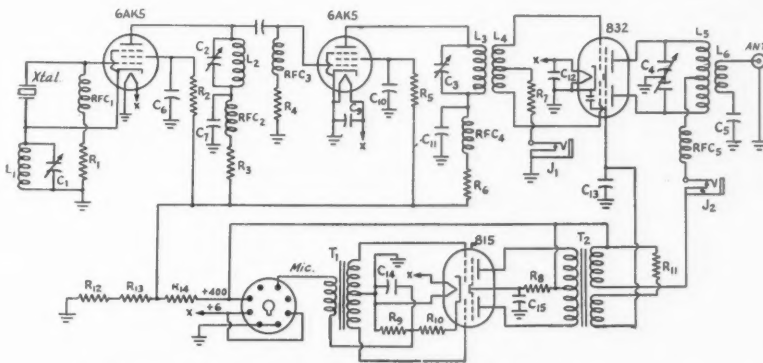 6AK5
6AK5
832
Xtal.
RFC1
R1
L1
C1
C6
x
R2
C2
L2
C7
RFC2
R3
RFC3
R4
C9
x
C10
R5
C3
L3
L4
C11
RFC4
R6
x
C12
R7
J1
C13
C4
L5
L6
ANT.
C5
RFC5
V
J2
R12
R13
R14
+400
x
+6
Mic.
T1
C14
x
R9
R10
815
R8
C15
T2
R11